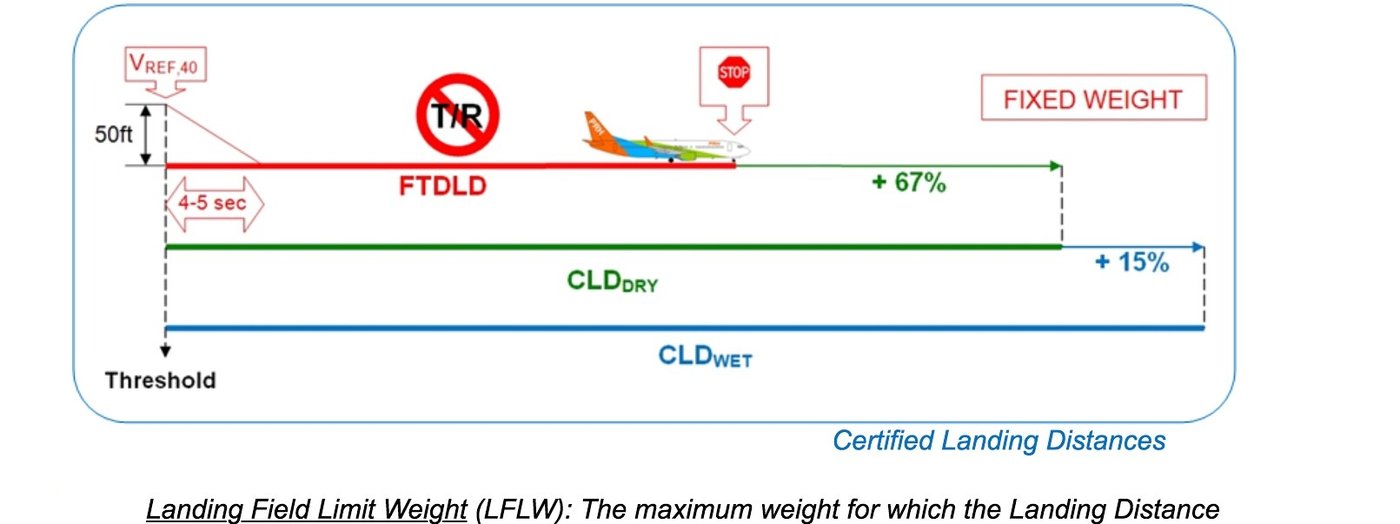 VREF,40
STOP
T/R
FIXED WEIGHT
50ft
FTDLD
+ 67%
4-5 sec
+ 15%
CLDDRY
CLDWET
Threshold
Certified Landing Distances
Landing Field Limit Weight (LFLW): The maximum weight for which the Landing Distance